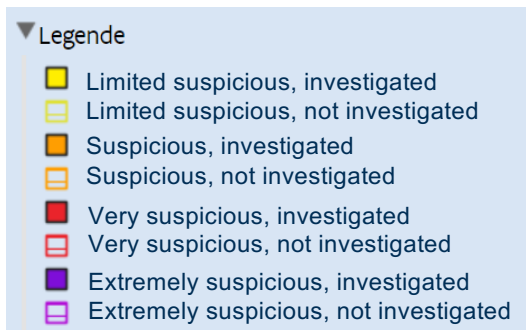 Legende
Limited suspicious, investigated
Limited suspicious, not investigated
Suspicious, investigated
Suspicious, not investigated
Very suspicious, investigated
Very suspicious, not investigated
Extremely suspicious, investigated
Extremely suspicious, not investigated